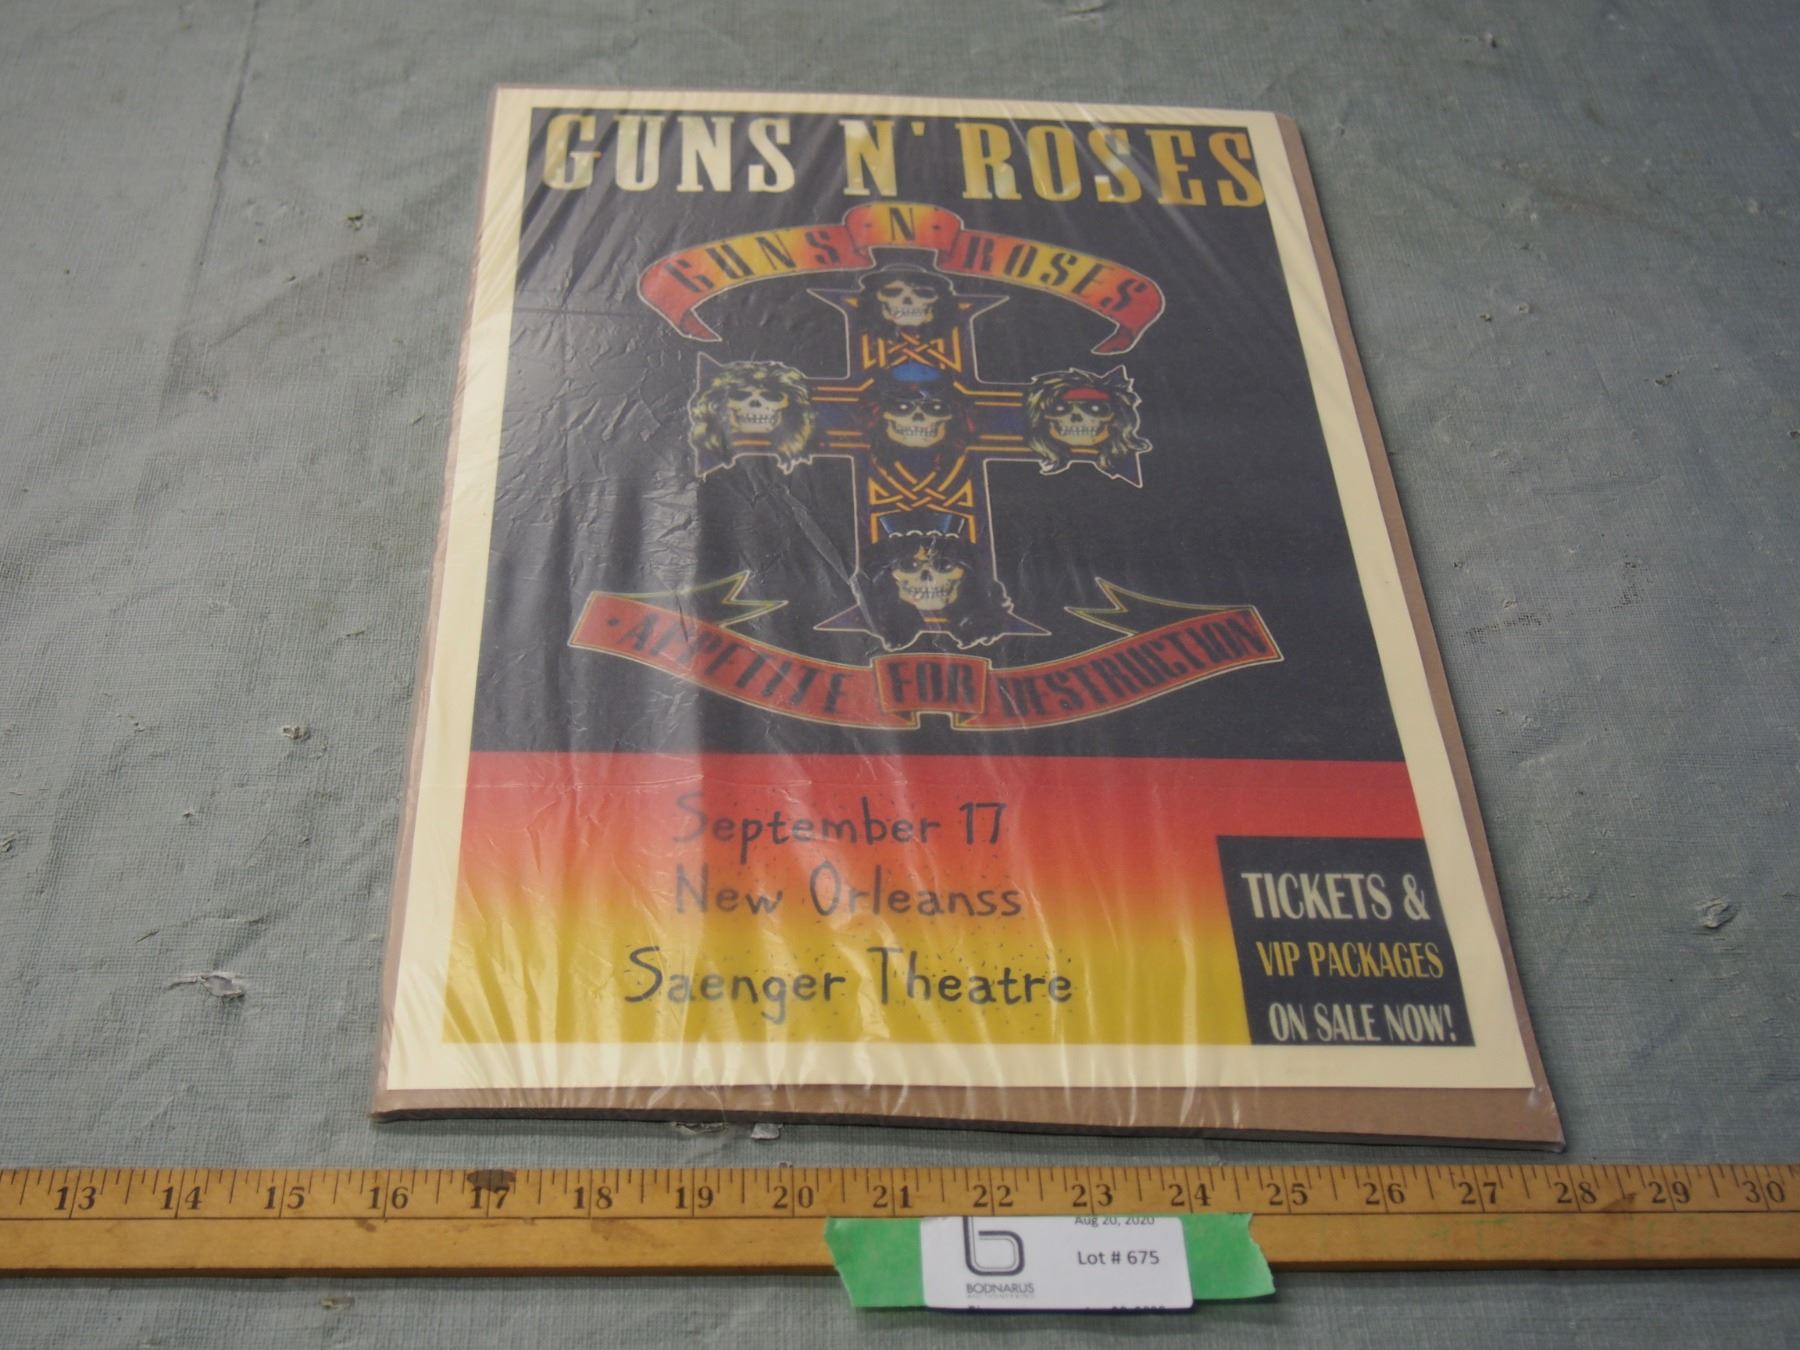 GUNS N' ROSES
GUNS · N · ROSES
· APPETITE FOR DESTRUCTION
September 17
New Orleanss
Saenger Theatre
TICKETS &
VIP PACKAGES
ON SALE NOW!
13 14 15 16 17 18 19 20 21 22 23 24 25 26 27 28 29 30
Aug 20, 2020
Lot # 675
b
BODNARUS
AUCTIONEERING